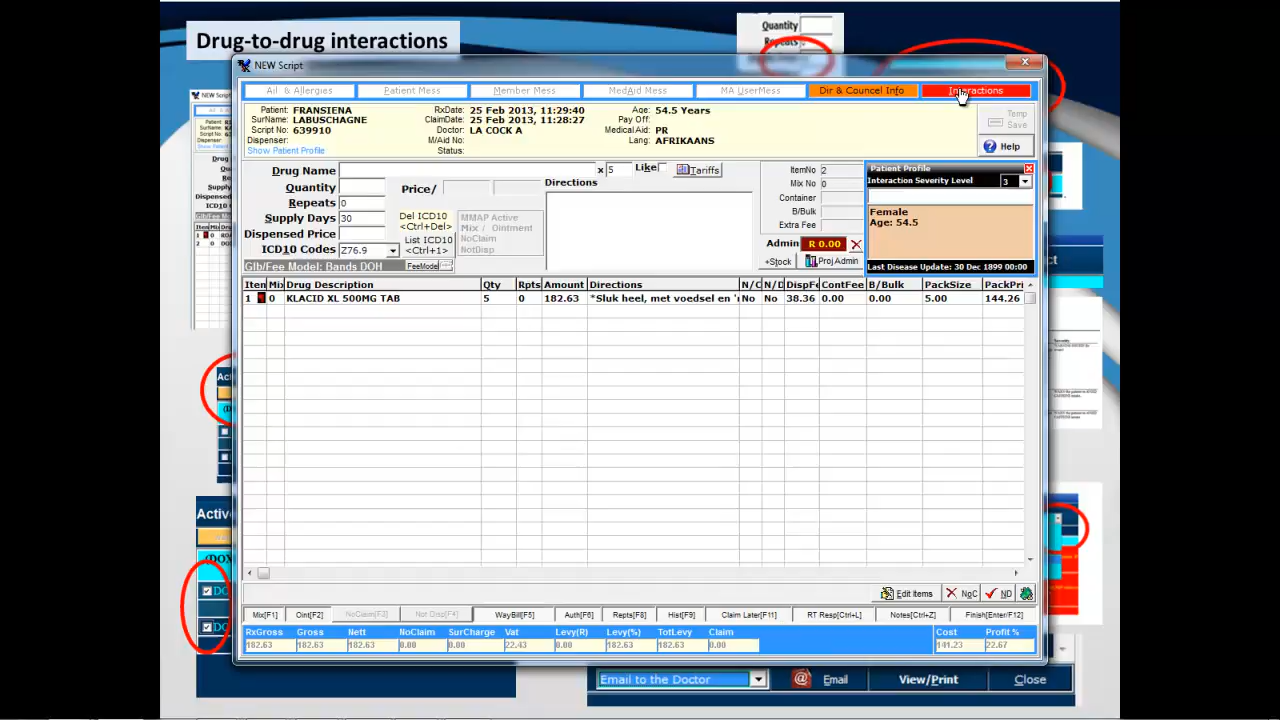 Drug-to-drug interactions
Quantity
Repeats
NEW Script
NEW Script
Ail & Allergies Patient Mess Member Mess MedAid Mess MA UserMess Dir & Councel Info Interactions
Patient: FRANSIENA RxDate: 25 Feb 2013, 11:29:40 Age: 54.5 Years
SurName: LABUSCHAGNE ClaimDate: 25 Feb 2013, 11:28:27 Pay Off:
Script No: 639910 Doctor: LA COCK A Medical Aid: PR
Dispenser: M/Aid No: Lang: AFRIKAANS
Show Patient Profile Status:
Temp Save
Help
Drug Name x 5 Like Tariffs
Quantity Price/ Directions
Repeats 0
Supply Days 30
Dispensed Price
ICD10 Codes Z76.9
Glb/Fee Model: Bands DOH FeeModel
Del ICD10
<Ctrl+Del>
List ICD10
<Ctrl+1>
MMAP Active
Mix / Ointment
NoClaim
NotDisp
ItemNo 2
Mix No 0
Container
B/Bulk
Extra Fee
Admin R 0.00
+Stock Proj Admin
Patient Profile
Interaction Severity Level 3
Female
Age: 54.5
Last Disease Update: 30 Dec 1899 00:00
Item Mix Drug Description Qty Rpts Amount Directions N/C N/D DispFe ContFee B/Bulk PackSize PackPri
1 0 KLACID XL 500MG TAB 5 0 182.63 *Sluk heel, met voedsel en No No 38.36 0.00 0.00 5.00 144.26
Edit items NgC ND
Mix[F1] Oint[F2] NoClaim[F3] Not Disp[F4] WayBill[F5] Auth[F6] Repts[F8] Hist[F9] Claim Later[F11] RT Resp[Ctrl+L] Notes[Ctrl+Z] Finish[Enter/F12]
RxGross Gross Nett NoClaim SurCharge Vat Levy(R) Levy(%) TotLevy Claim Cost Profit %
182.63 182.63 182.63 0.00 0.00 22.43 0.00 182.63 182.63 0.00 141.23 22.67
Email to the Doctor Email View/Print Close